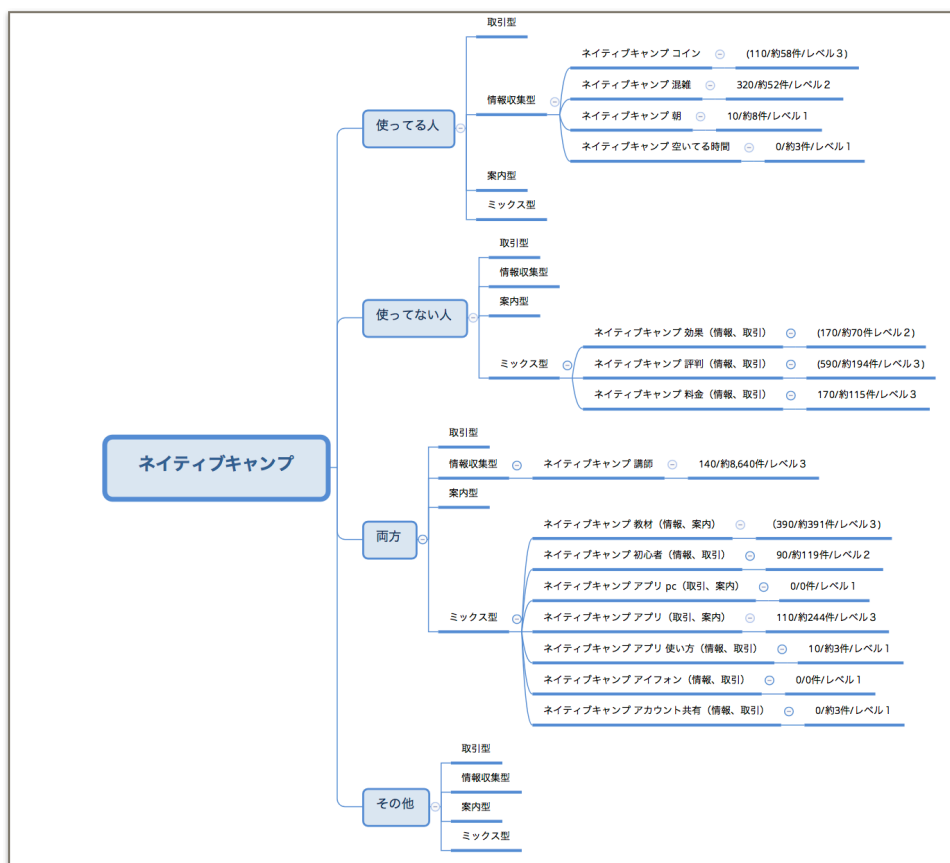 ネイティブキャンプ
使ってる人
取引型
情報収集型
ネイティブキャンプ コイン
(110/約58件/レベル3)
ネイティブキャンプ 混雑
320/約52件/レベル2
ネイティブキャンプ 朝
10/約8件/レベル1
ネイティブキャンプ 空いてる時間
0/約3件/レベル1
案内型
ミックス型
使ってない人
取引型
情報収集型
案内型
ミックス型
ネイティブキャンプ 効果（情報、取引）
(170/約70件レベル2)
ネイティブキャンプ 評判（情報、取引）
(590/約194件/レベル3)
ネイティブキャンプ 料金（情報、取引）
170/約115件/レベル3
両方
取引型
情報収集型
ネイティブキャンプ 講師
140/約8,640件/レベル3
案内型
ミックス型
ネイティブキャンプ 教材（情報、案内）
(390/約391件/レベル3)
ネイティブキャンプ 初心者（情報、取引）
90/約119件/レベル2
ネイティブキャンプ アプリ pc（取引、案内）
0/0件/レベル1
ネイティブキャンプ アプリ（取引、案内）
110/約244件/レベル3
ネイティブキャンプ アプリ 使い方（情報、取引）
10/約3件/レベル1
ネイティブキャンプ アイフォン（情報、取引）
0/0件/レベル1
ネイティブキャンプ アカウント共有（情報、取引）
0/約3件/レベル1
その他
取引型
情報収集型
案内型
ミックス型